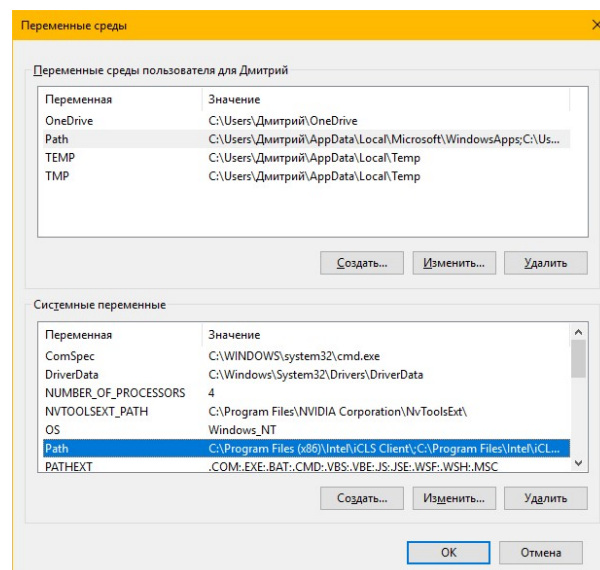 Переменные среды
Переменные среды пользователя для Дмитрий
Переменная Значение
OneDrive C:\Users\Дмитрий\OneDrive
Path C:\Users\Дмитрий\AppData\Local\Microsoft\WindowsApps;C:\Us...
TEMP C:\Users\Дмитрий\AppData\Local\Temp
TMP C:\Users\Дмитрий\AppData\Local\Temp
Создать... Изменить... Удалить
Системные переменные
Переменная Значение
ComSpec C:\WINDOWS\system32\cmd.exe
DriverData C:\Windows\System32\Drivers\DriverData
NUMBER_OF_PROCESSORS 4
NVTOOLSEXT_PATH C:\Program Files\NVIDIA Corporation\NvToolsExt\
OS Windows_NT
Path C:\Program Files (x86)\Intel\iCLS Client\;C:\Program Files\Intel\iCL...
PATHEXT .COM;.EXE;.BAT;.CMD;.VBS;.VBE;.JS;.JSE;.WSF;.WSH;.MSC
Создать... Изменить... Удалить
ОК Отмена